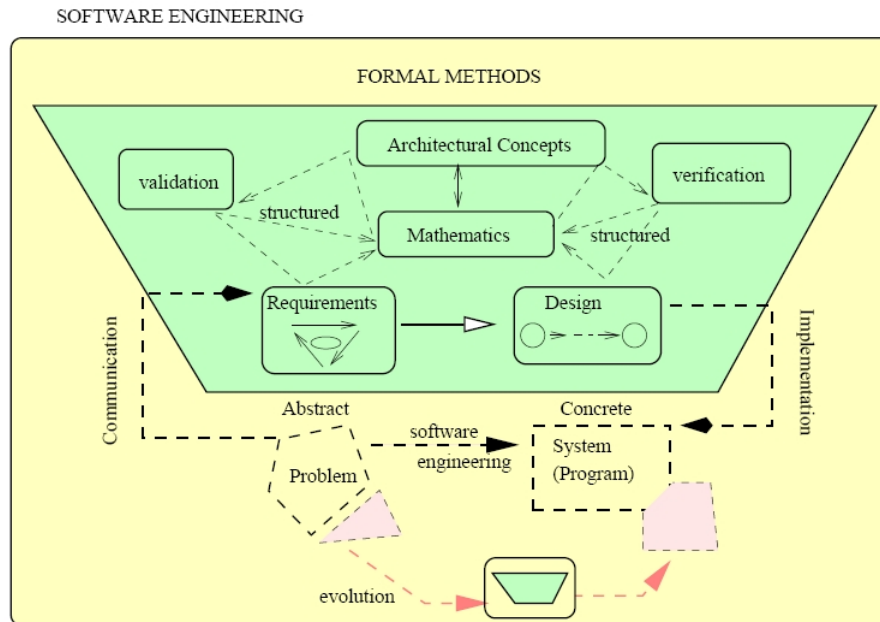 SOFTWARE ENGINEERING
FORMAL METHODS
Architectural Concepts
validation
verification
structured
Mathematics
structured
Requirements
Design
Communication
Implementation
Abstract
Concrete
software
engineering
Problem
System
(Program)
evolution